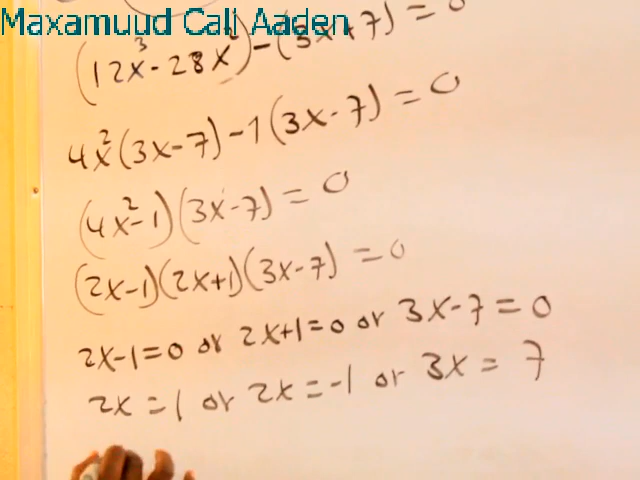 Maxamuud Cali Aaden
(12x³-28x²)-(3x+7)=0
4x²(3x-7)-1(3x-7)=0
(4x²-1)(3x-7)=0
(2x-1)(2x+1)(3x-7)=0
2x-1=0 or 2x+1=0 or 3x-7=0
2x=1 or 2x=-1 or 3x=7